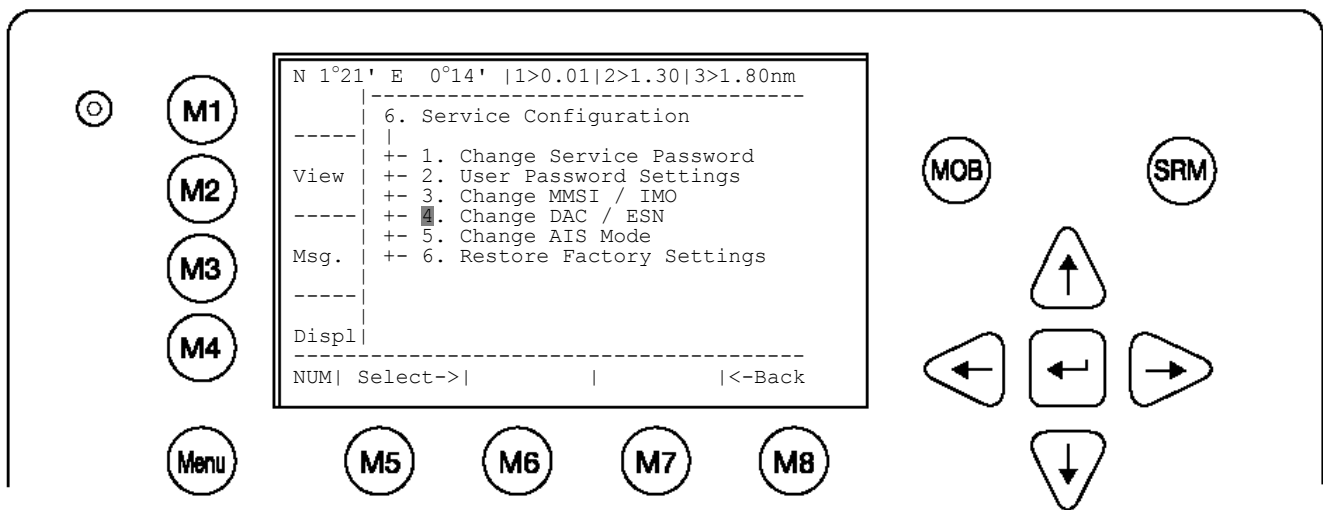 N 1°21' E 0°14' |1>0.01|2>1.30|3>1.80nm
M1
6. Service Configuration
+- 1. Change Service Password
MOB
SRM
View | +- 2. User Password Settings
M2
+- 3. Change MMSI / IMO
-----| +- 4. Change DAC / ESN
+- 5. Change AIS Mode
M3
Msg. | +- 6. Restore Factory Settings
Displ|
M4
NUM| Select->| | |<-Back
Menu
M5
M6
M7
M8